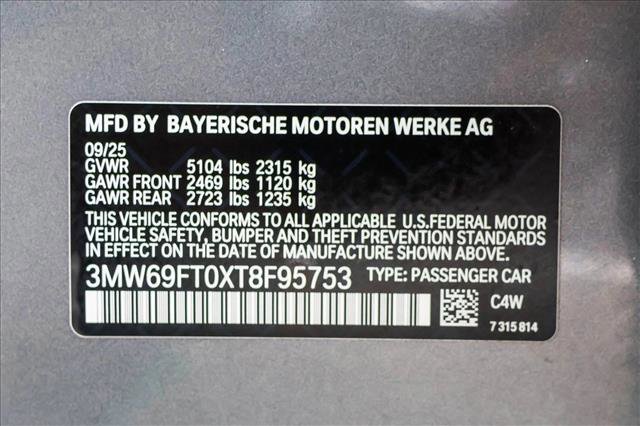 MFD BY BAYERISCHE MOTOREN WERKE AG
09/25
GVWR 5104 lbs 2315 kg
GAWR FRONT 2469 lbs 1120 kg
GAWR REAR 2723 lbs 1235 kg
THIS VEHICLE CONFORMS TO ALL APPLICABLE U.S.FEDERAL MOTOR
VEHICLE SAFETY, BUMPER AND THEFT PREVENTION STANDARDS
IN EFFECT ON THE DATE OF MANUFACTURE SHOWN ABOVE.
3MW69FT0XT8F95753 TYPE: PASSENGER CAR
C4W
7 315 814